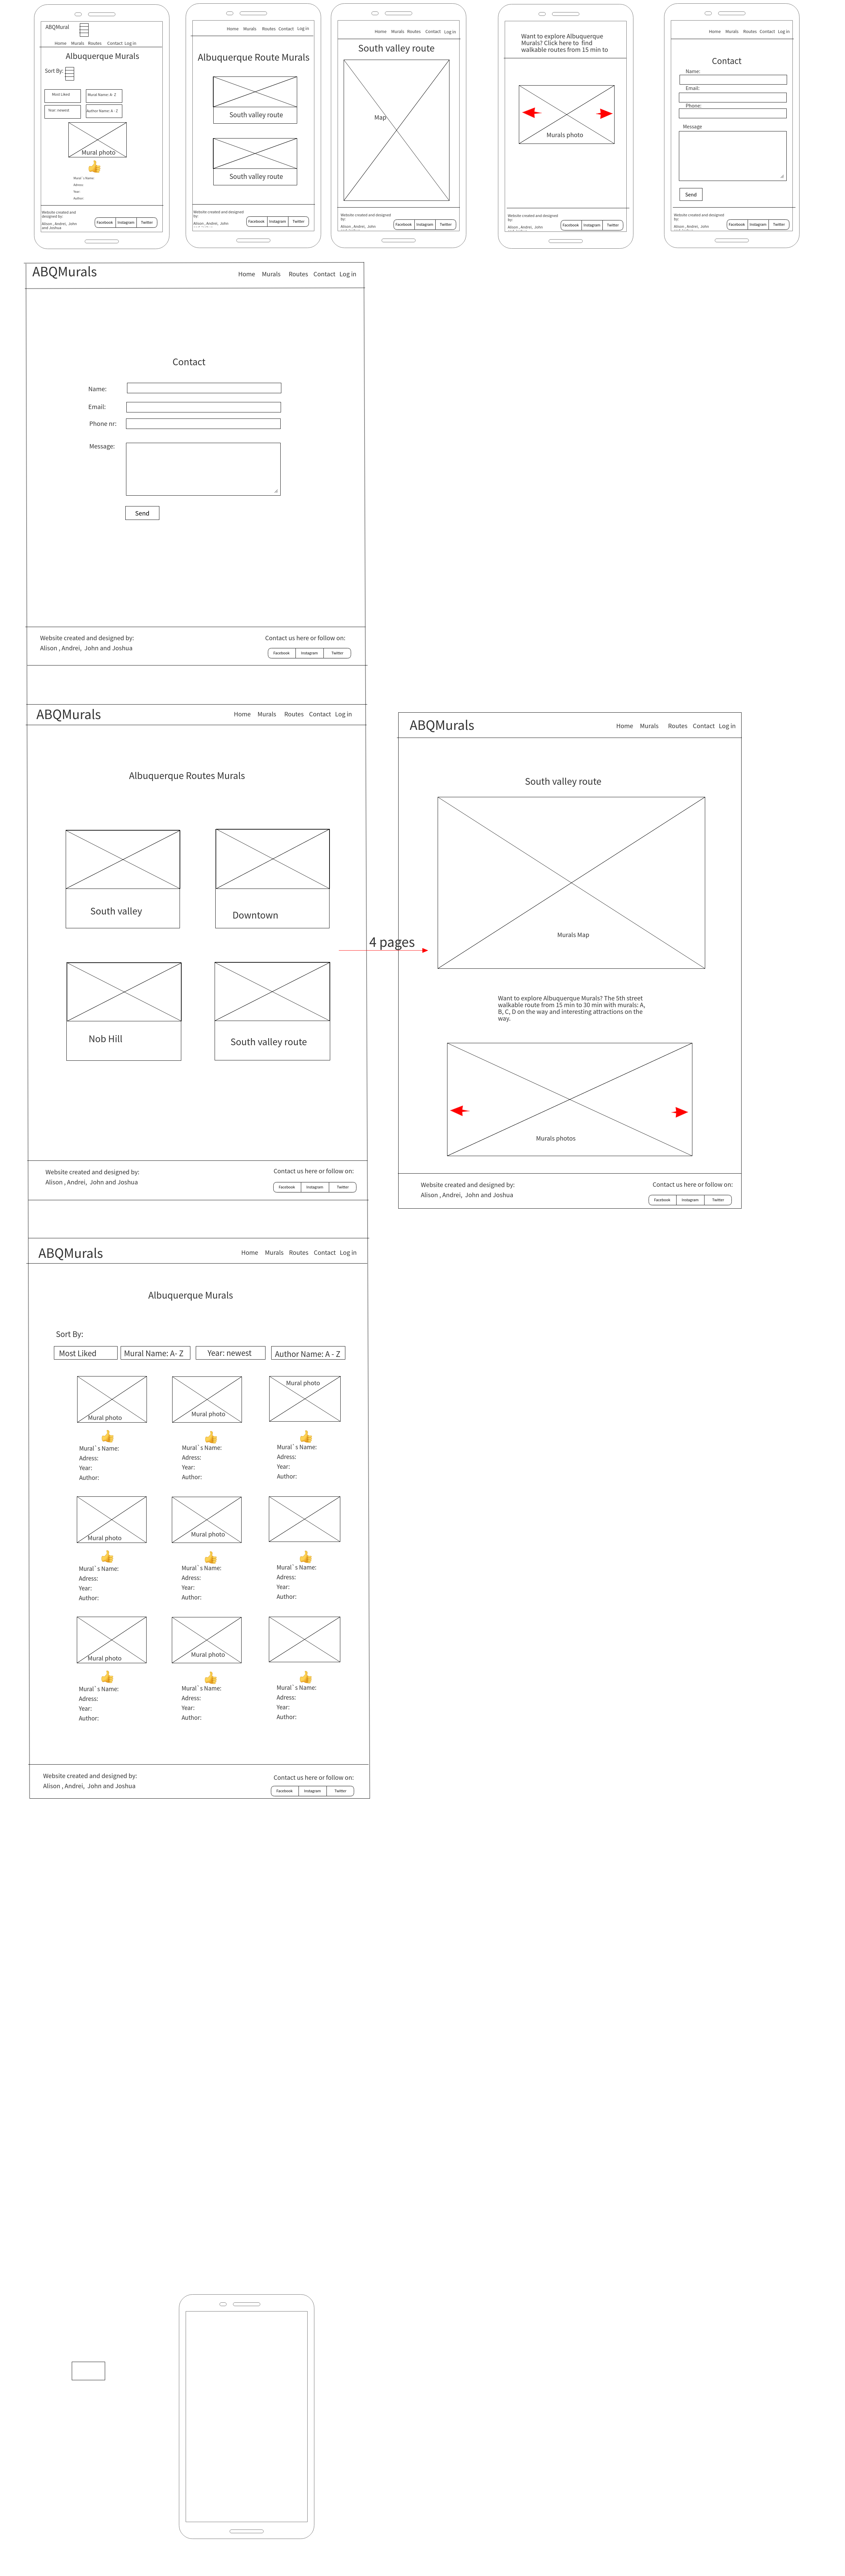 ABQMural
Home Murals Routes Contact Log in
Albuquerque Murals
Sort By:
Most Liked
Mural Name: A- Z
Year: newest
Author Name: A - Z
Mural photo
Mural`s Name:
Adress:
Year:
Author:
Website created and
designed by:
Alison , Andrei, John
and Joshua
Facebook Instagram Twitter
Home Murals Routes Contact Log in
Albuquerque Route Murals
South valley route
South valley route
Website created and designed
by:
Alison , Andrei, John
Facebook Instagram Twitter
Home Murals Routes Contact Log in
South valley route
Map
Website created and designed
by:
Alison , Andrei, John
Facebook Instagram Twitter
Want to explore Albuquerque
Murals? Click here to find
walkable routes from 15 min to
Murals photo
Website created and designed
by:
Alison , Andrei, John
Facebook Instagram Twitter
Home Murals Routes Contact Log in
Contact
Name:
Email:
Phone:
Message
Send
Website created and designed
by:
Alison , Andrei, John
Facebook Instagram Twitter
ABQMurals
Home Murals Routes Contact Log in
Contact
Name:
Email:
Phone nr:
Message:
Send
Website created and designed by:
Alison , Andrei, John and Joshua
Contact us here or follow on:
Facebook Instagram Twitter
ABQMurals
Home Murals Routes Contact Log in
Albuquerque Routes Murals
South valley
Downtown
Nob Hill
South valley route
Website created and designed by:
Alison , Andrei, John and Joshua
Contact us here or follow on:
Facebook Instagram Twitter
4 pages
ABQMurals
Home Murals Routes Contact Log in
South valley route
Murals Map
Want to explore Albuquerque Murals? The 5th street
walkable route from 15 min to 30 min with murals: A,
B, C, D on the way and interesting attractions on the
way.
Murals photos
Website created and designed by:
Alison , Andrei, John and Joshua
Contact us here or follow on:
Facebook Instagram Twitter
ABQMurals
Home Murals Routes Contact Log in
Albuquerque Murals
Sort By:
Most Liked
Mural Name: A- Z
Year: newest
Author Name: A - Z
Mural photo
Mural`s Name:
Adress:
Year:
Author:
Mural photo
Mural`s Name:
Adress:
Year:
Author:
Mural photo
Mural`s Name:
Adress:
Year:
Author:
Mural photo
Mural`s Name:
Adress:
Year:
Author:
Mural photo
Mural`s Name:
Adress:
Year:
Author:
Mural`s Name:
Adress:
Year:
Author:
Mural photo
Mural`s Name:
Adress:
Year:
Author:
Mural photo
Mural`s Name:
Adress:
Year:
Author:
Mural`s Name:
Adress:
Year:
Author:
Website created and designed by:
Alison , Andrei, John and Joshua
Contact us here or follow on:
Facebook Instagram Twitter